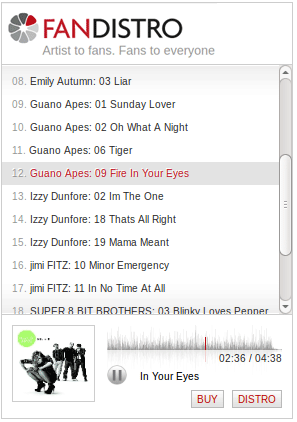 FANDISTRO
Artist to fans. Fans to everyone
08. Emily Autumn: 03 Liar
09. Guano Apes: 01 Sunday Lover
10. Guano Apes: 02 Oh What A Night
11. Guano Apes: 06 Tiger
12. Guano Apes: 09 Fire In Your Eyes
13. Izzy Dunfore: 02 Im The One
14. Izzy Dunfore: 18 Thats All Right
15. Izzy Dunfore: 19 Mama Meant
16. jimi FITZ: 10 Minor Emergency
17. jimi FITZ: 11 In No Time At All
18. SUPER 8 BIT BROTHERS: 03 Blinky Loves Pepper
02:36 / 04:38
In Your Eyes
BUY DISTRO